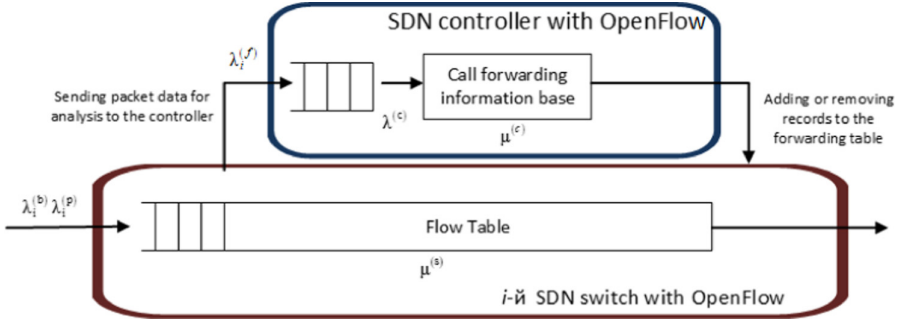 SDN controller with OpenFlow
λᵢ⁽ᶠ⁾
Sending packet data for
analysis to the controller
λ⁽ᶜ⁾
Call forwarding
information base
μ⁽ᶜ⁾
Adding or removing
records to the
forwarding table
λᵢ⁽ᵇ⁾ λᵢ⁽ᵖ⁾
Flow Table
μ⁽ˢ⁾
i-й SDN switch with OpenFlow